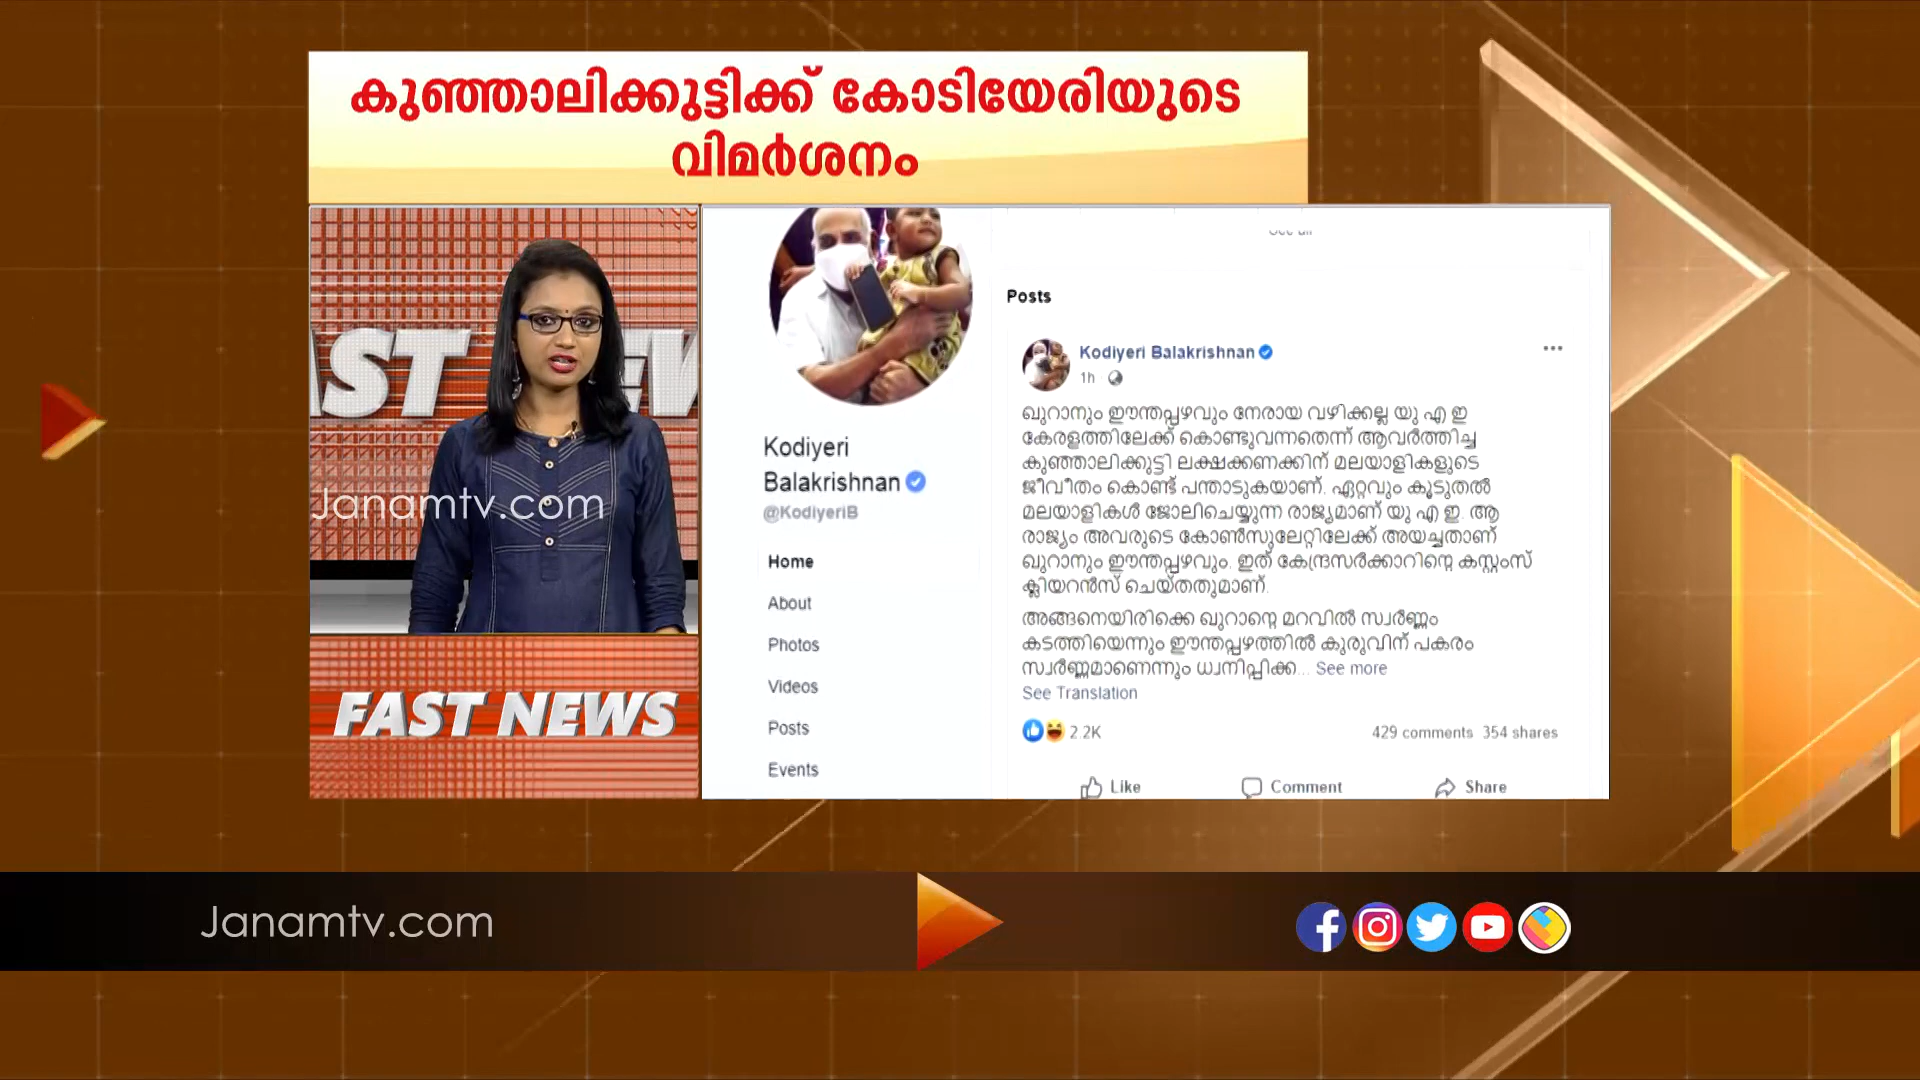 കുഞ്ഞാലിക്കുട്ടിക്ക് കോടിയേരിയുടെ
വിമർശനം
AST NEW
Janamtv.com
FAST NEWS
Kodiyeri
Balakrishnan
@KodiyeriB
Home
About
Photos
Videos
Posts
Events
See all
Posts
Kodiyeri Balakrishnan
1h
ഖുറാനും ഈന്തപ്പഴവും നേരായ വഴിക്കല്ല യു എ ഇ
കേരളത്തിലേക്ക് കൊണ്ടുവന്നതെന്ന് ആവർത്തിച്ച
കുഞ്ഞാലിക്കുട്ടി ലക്ഷക്കണക്കിന് മലയാളികളുടെ
ജീവീതം കൊണ്ട് പന്താടുകയാണ്. ഏറ്റവും കൂടുതൽ
മലയാളികൾ ജോലിചെയ്യുന്ന രാജ്യമാണ് യു എ ഇ. ആ
രാജ്യം അവരുടെ കോൺസുലേറ്റിലേക്ക് അയച്ചതാണ്
ഖുറാനും ഈന്തപ്പഴവും. ഇത് കേന്ദ്രസർക്കാറിന്റെ കസ്റ്റംസ്
ക്ലിയറൻസ് ചെയ്തതുമാണ്.
അങ്ങനെയിരിക്കെ ഖുറാന്റെ മറവിൽ സ്വർണ്ണം
കടത്തിയെന്നും ഈന്തപ്പഴത്തിൽ കുരുവിന് പകരം
സ്വർണ്ണമാണെന്നും ധ്വനിപ്പിക്ക... See more
See Translation
2.2K
429 comments 354 shares
Like
Comment
Share
Janamtv.com